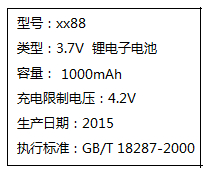 型号：xx88
类型：3.7V 锂电子电池
容量： 1000mAh
充电限制电压：4.2V
生产日期：2015
执行标准：GB/T 18287-2000